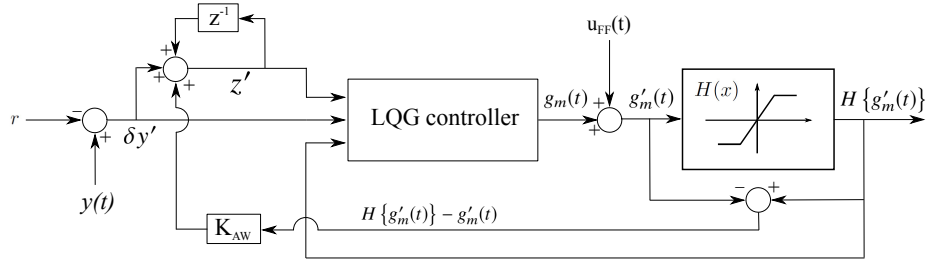 z⁻¹
u_FF(t)
+
+
+
z′
r
−
+
δy′
y(t)
LQG controller
g_m(t)
+
+
g′_m(t)
H(x)
H {g′_m(t)}
−
+
H {g′_m(t)} − g′_m(t)
K_AW